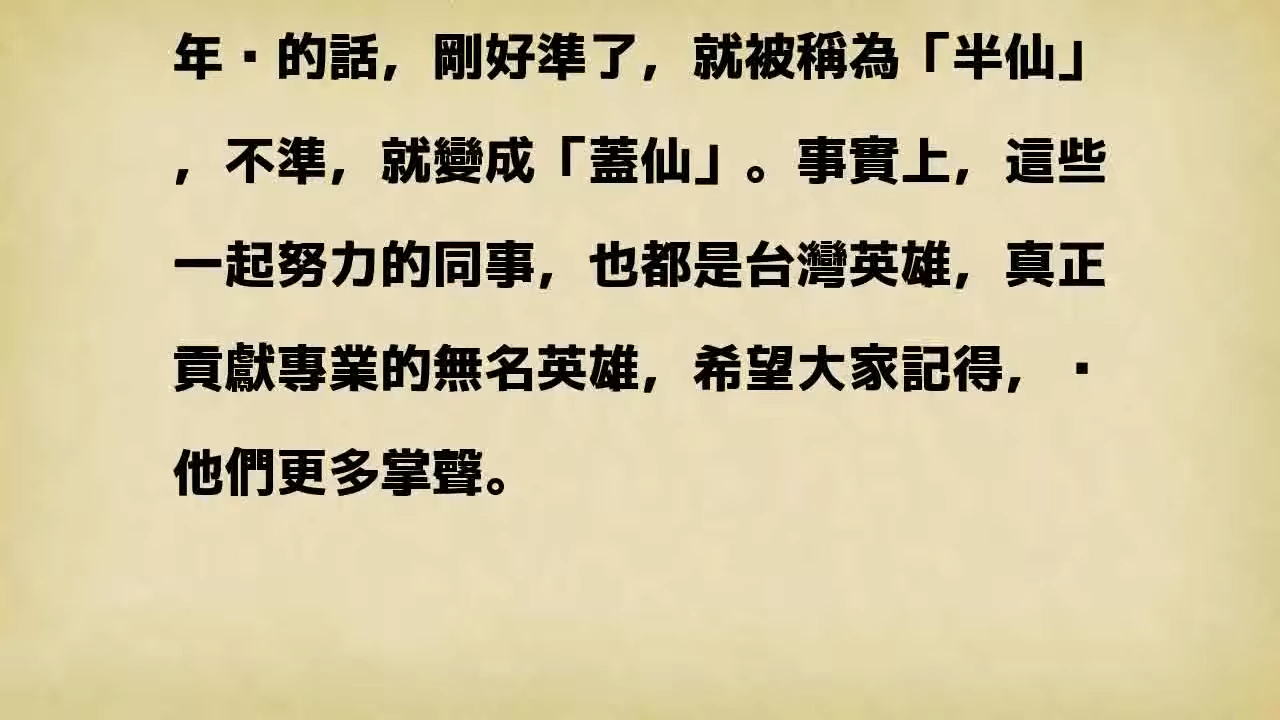 年▪的話，剛好準了，就被稱為「半仙」
，不準，就變成「蓋仙」。事實上，這些
一起努力的同事，也都是台灣英雄，真正
貢獻專業的無名英雄，希望大家記得，▪
他們更多掌聲。